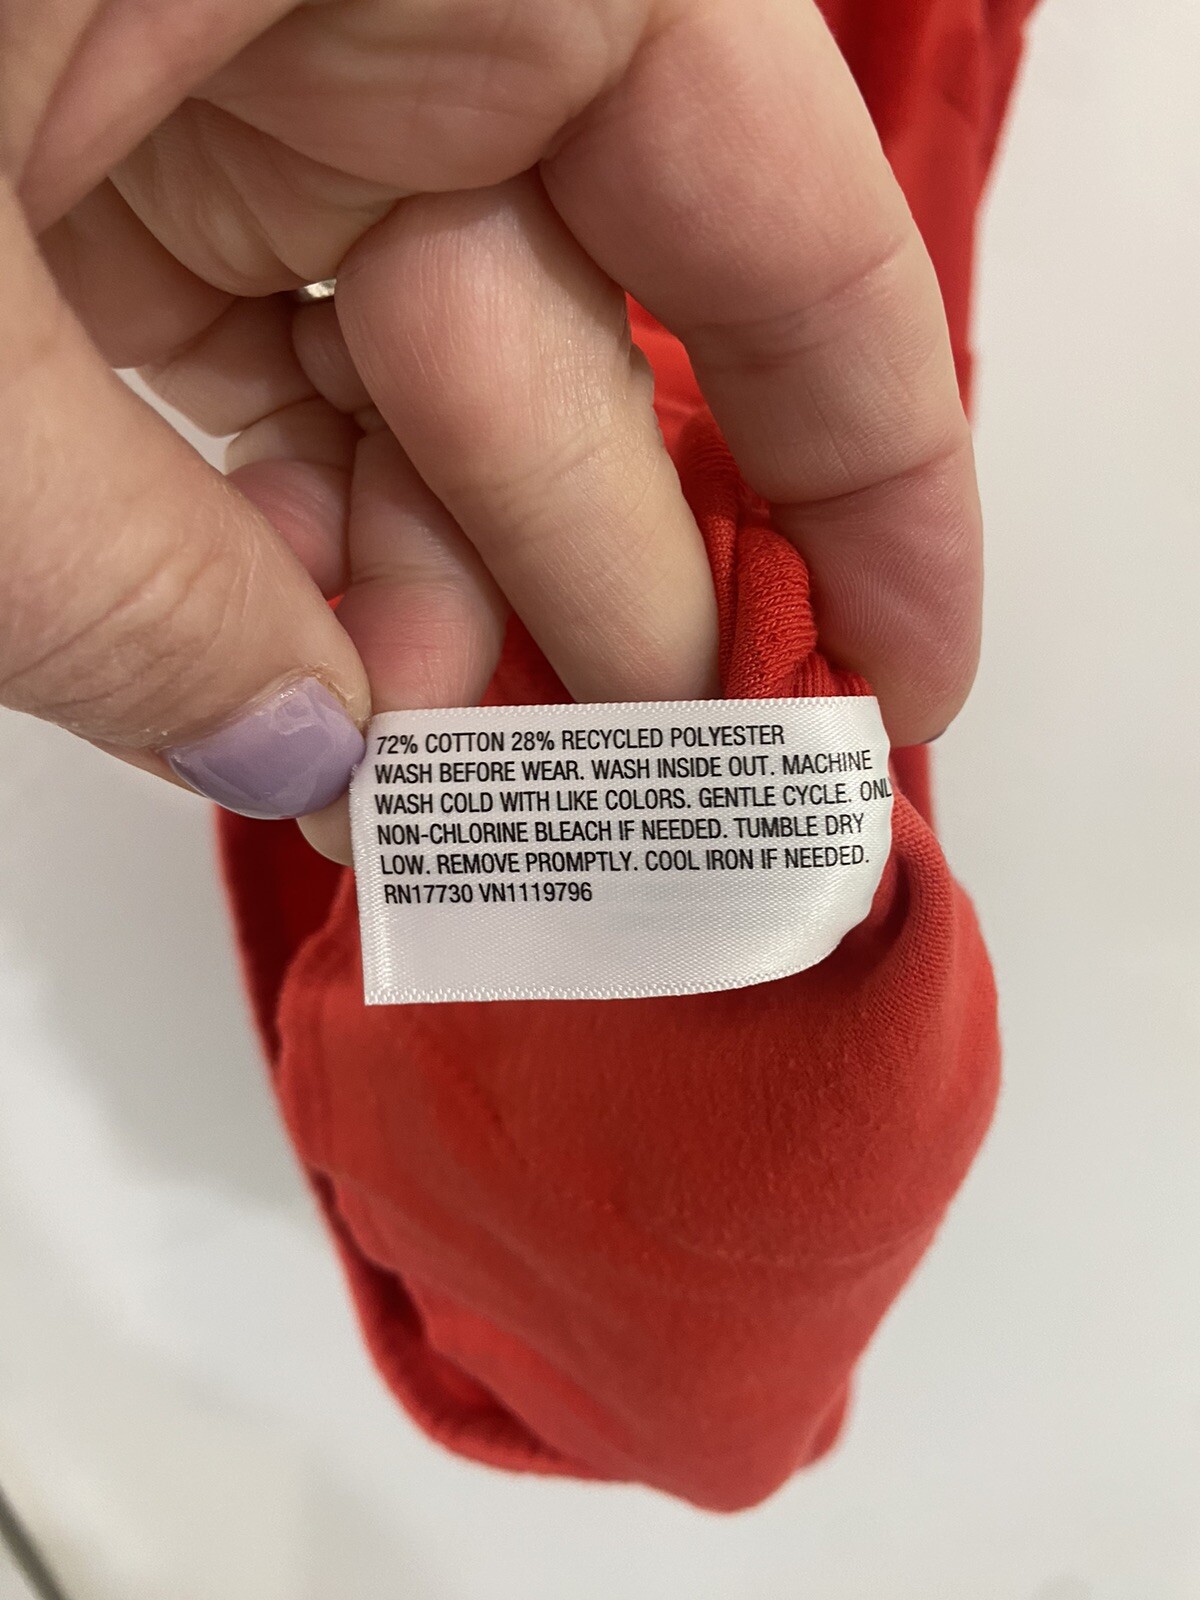 72% COTTON 28% RECYCLED POLYESTER
WASH BEFORE WEAR. WASH INSIDE OUT. MACHINE
WASH COLD WITH LIKE COLORS. GENTLE CYCLE. ONLY
NON-CHLORINE BLEACH IF NEEDED. TUMBLE DRY
LOW. REMOVE PROMPTLY. COOL IRON IF NEEDED.
RN17730 VN1119796